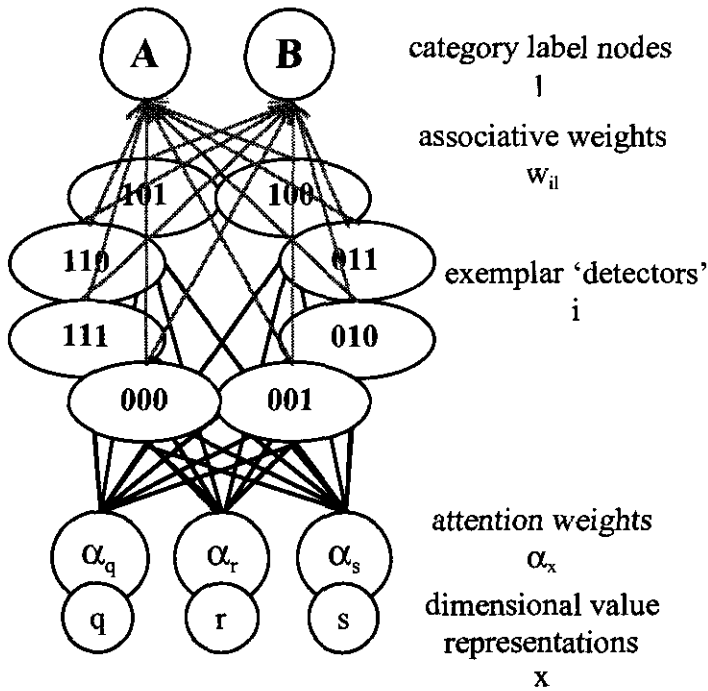 A B
category label nodes
l
associative weights
w_il
101 100
110 011
exemplar ‘detectors’
i
111 010
000 001
attention weights
α_q α_r α_s
α_x
dimensional value
q r s
representations
x